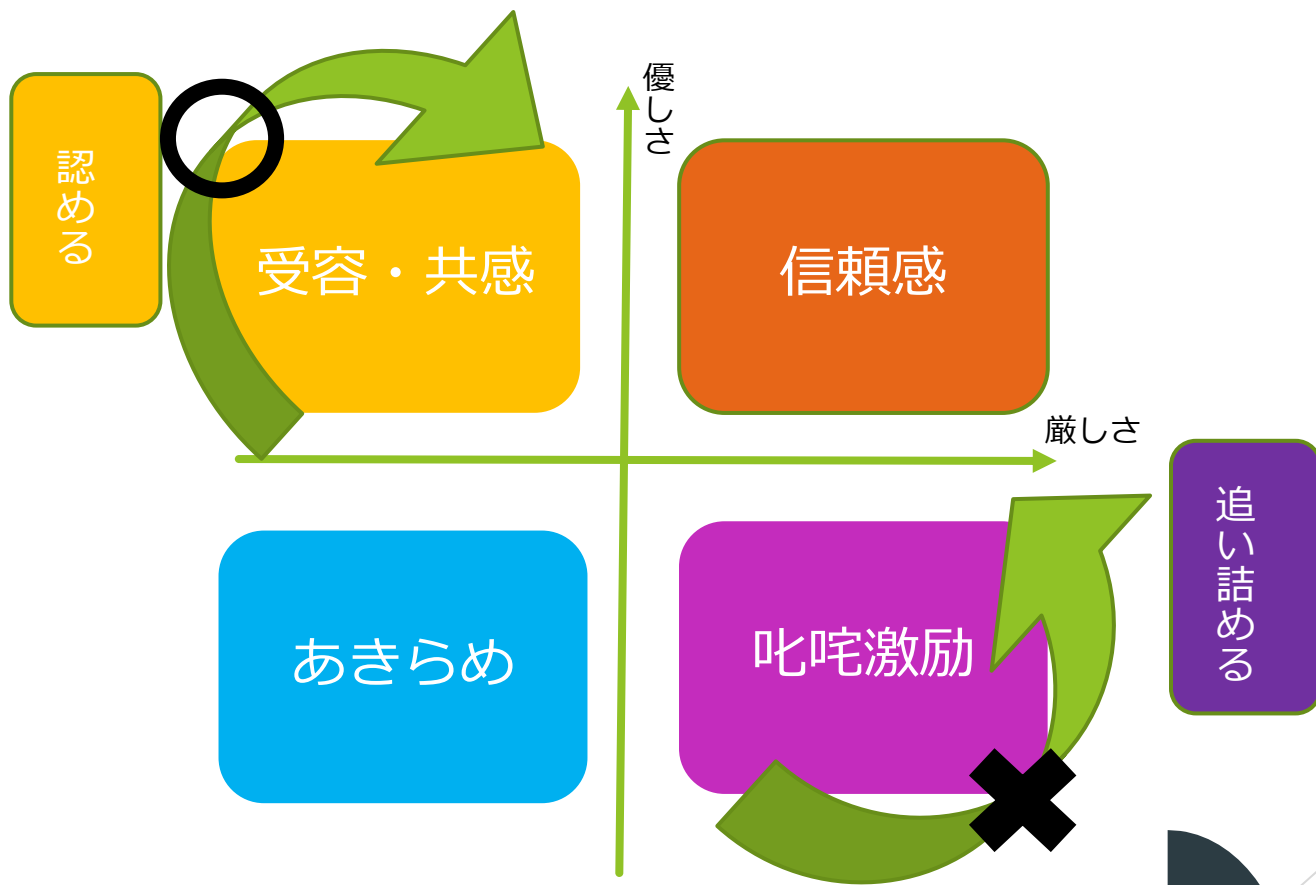 優しさ
認める
受容・共感
信頼感
厳しさ
追い詰める
あきらめ
叱咤激励